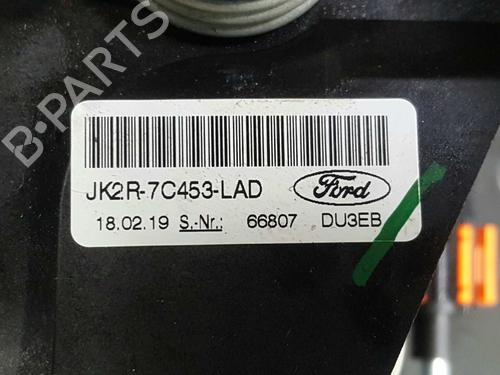 B-PARTS
JK2R-7C453-LAD
Ford
18.02.19 S.-Nr.: 66807 DU3EB